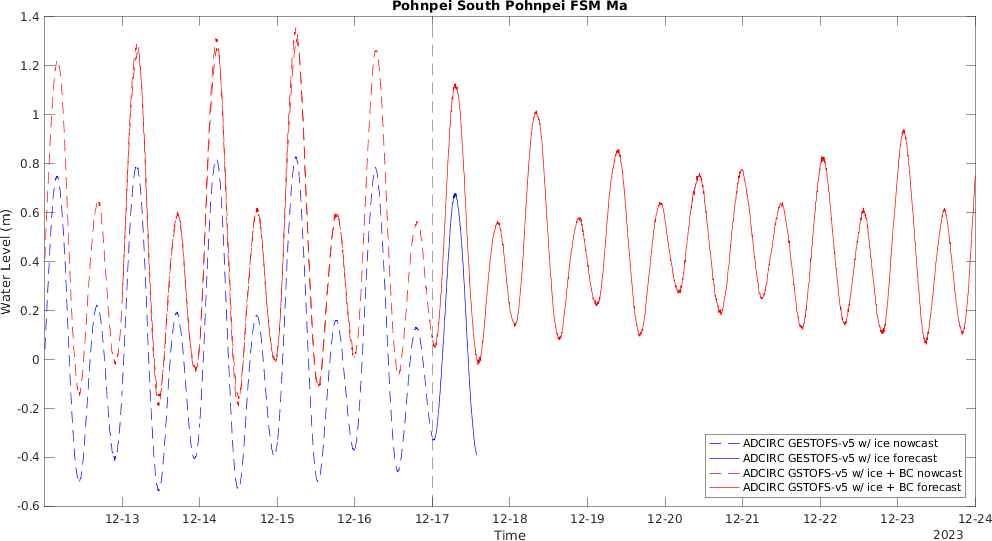 Pohnpei South Pohnpei FSM Ma
1.4
1.2
1
0.8
0.6
0.4
0.2
0
-0.2
-0.4
-0.6
Water Level (m)
12-13 12-14 12-15 12-16 12-17 12-18 12-19 12-20 12-21 12-22 12-23 12-24
Time
2023
ADCIRC GESTOFS-v5 w/ ice nowcast
ADCIRC GESTOFS-v5 w/ ice forecast
ADCIRC GSTOFS-v5 w/ ice + BC nowcast
ADCIRC GSTOFS-v5 w/ ice + BC forecast